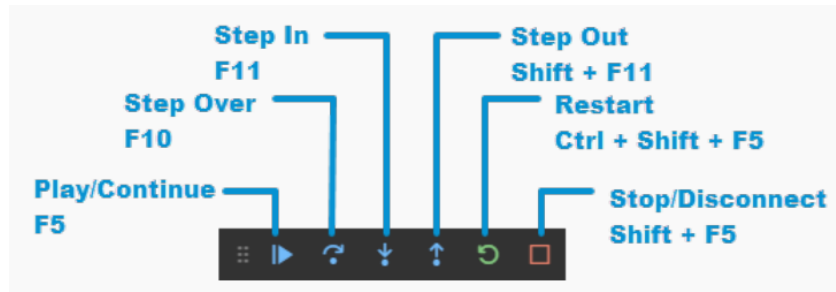 Step In
F11
Step Out
Shift + F11
Step Over
F10
Restart
Ctrl + Shift + F5
Play/Continue
F5
Stop/Disconnect
Shift + F5